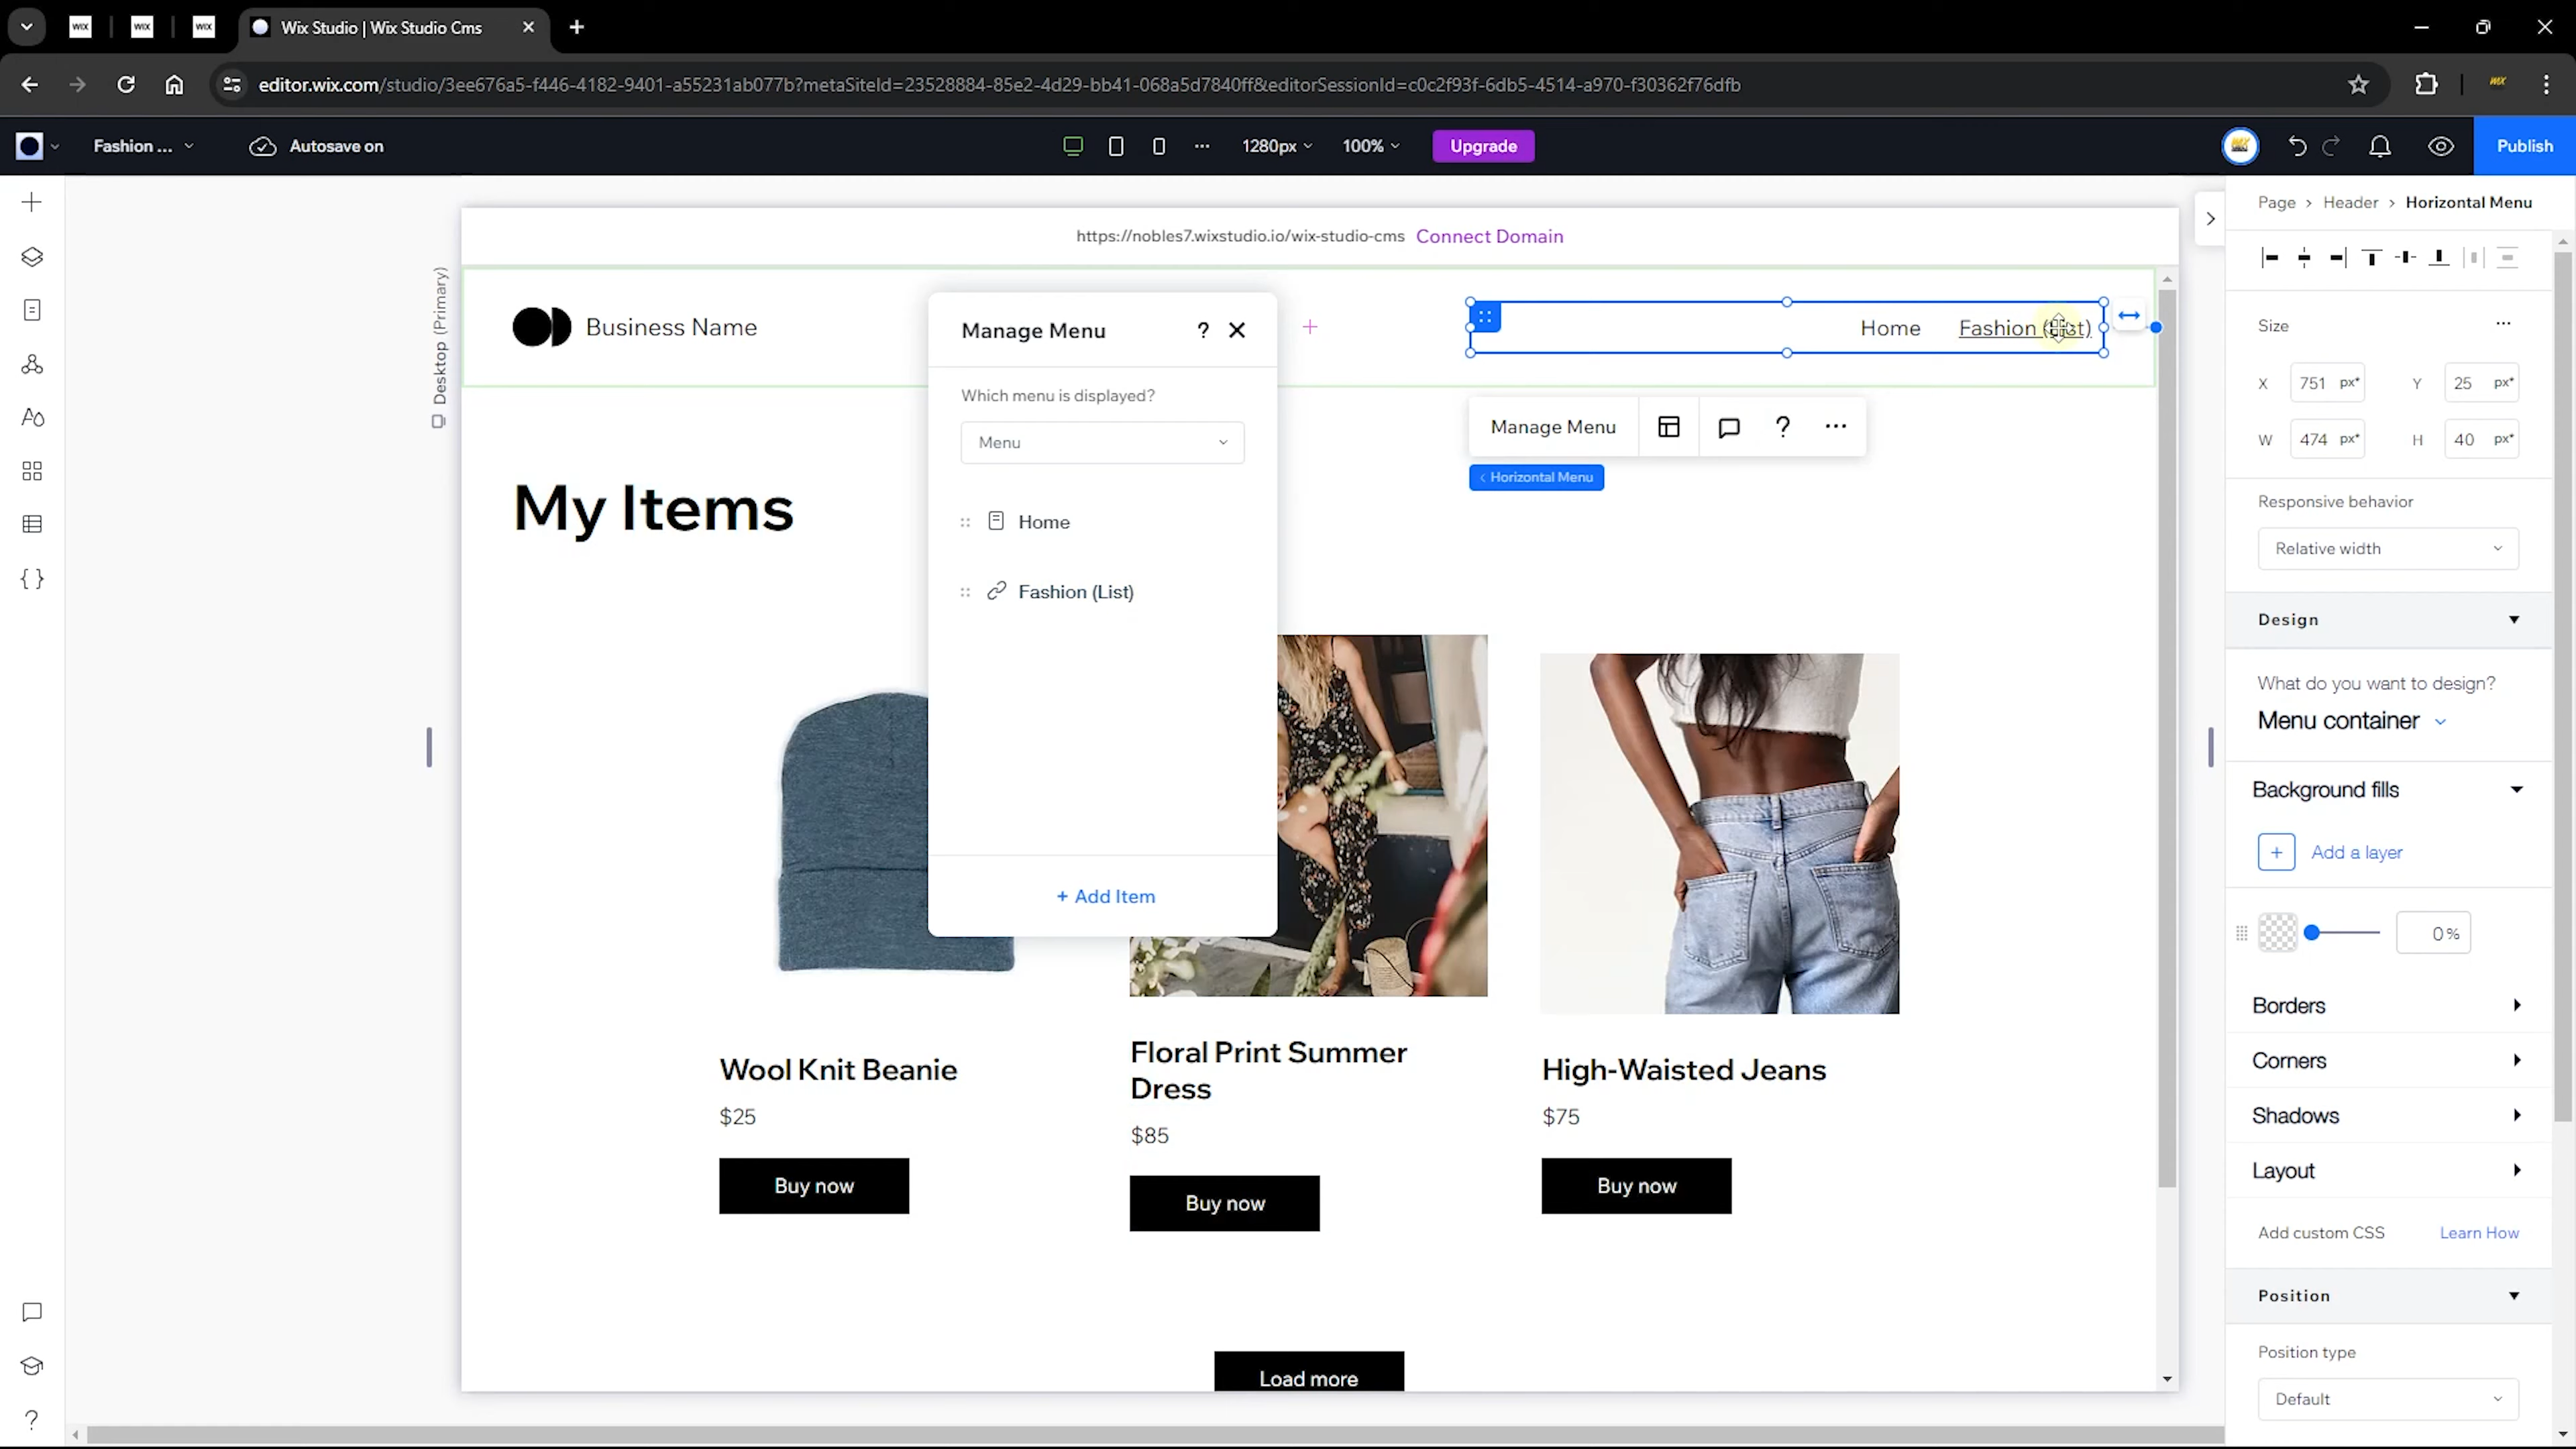 WIX
WIX
WIX
Wix Studio | Wix Studio Cms
editor.wix.com/studio/3ee676a5-f446-4182-9401-a55231ab077b?metaSiteId=23528884-85e2-4d29-bb41-068a5d7840ff&editorSessionId=c0c2f93f-6db5-4514-a970-f30362f76dfb
WIX
Fashion ...
Autosave on
1280px
100%
Upgrade
Publish
Page > Header > Horizontal Menu
https://nobles7.wixstudio.io/wix-studio-cms Connect Domain
Desktop (Primary)
Business Name
Home
Fashion (List)
Manage Menu
?
Which menu is displayed?
Menu
Home
Fashion (List)
+ Add Item
Manage Menu
?
Horizontal Menu
My Items
Wool Knit Beanie
$25
Buy now
Floral Print Summer
Dress
$85
Buy now
High-Waisted Jeans
$75
Buy now
Load more
Size
X 751 px* Y 25 px*
W 474 px* H 40 px*
Responsive behavior
Relative width
Design
What do you want to design?
Menu container
Background fills
+ Add a layer
0%
Borders
Corners
Shadows
Layout
Add custom CSS Learn How
Position
Position type
Default